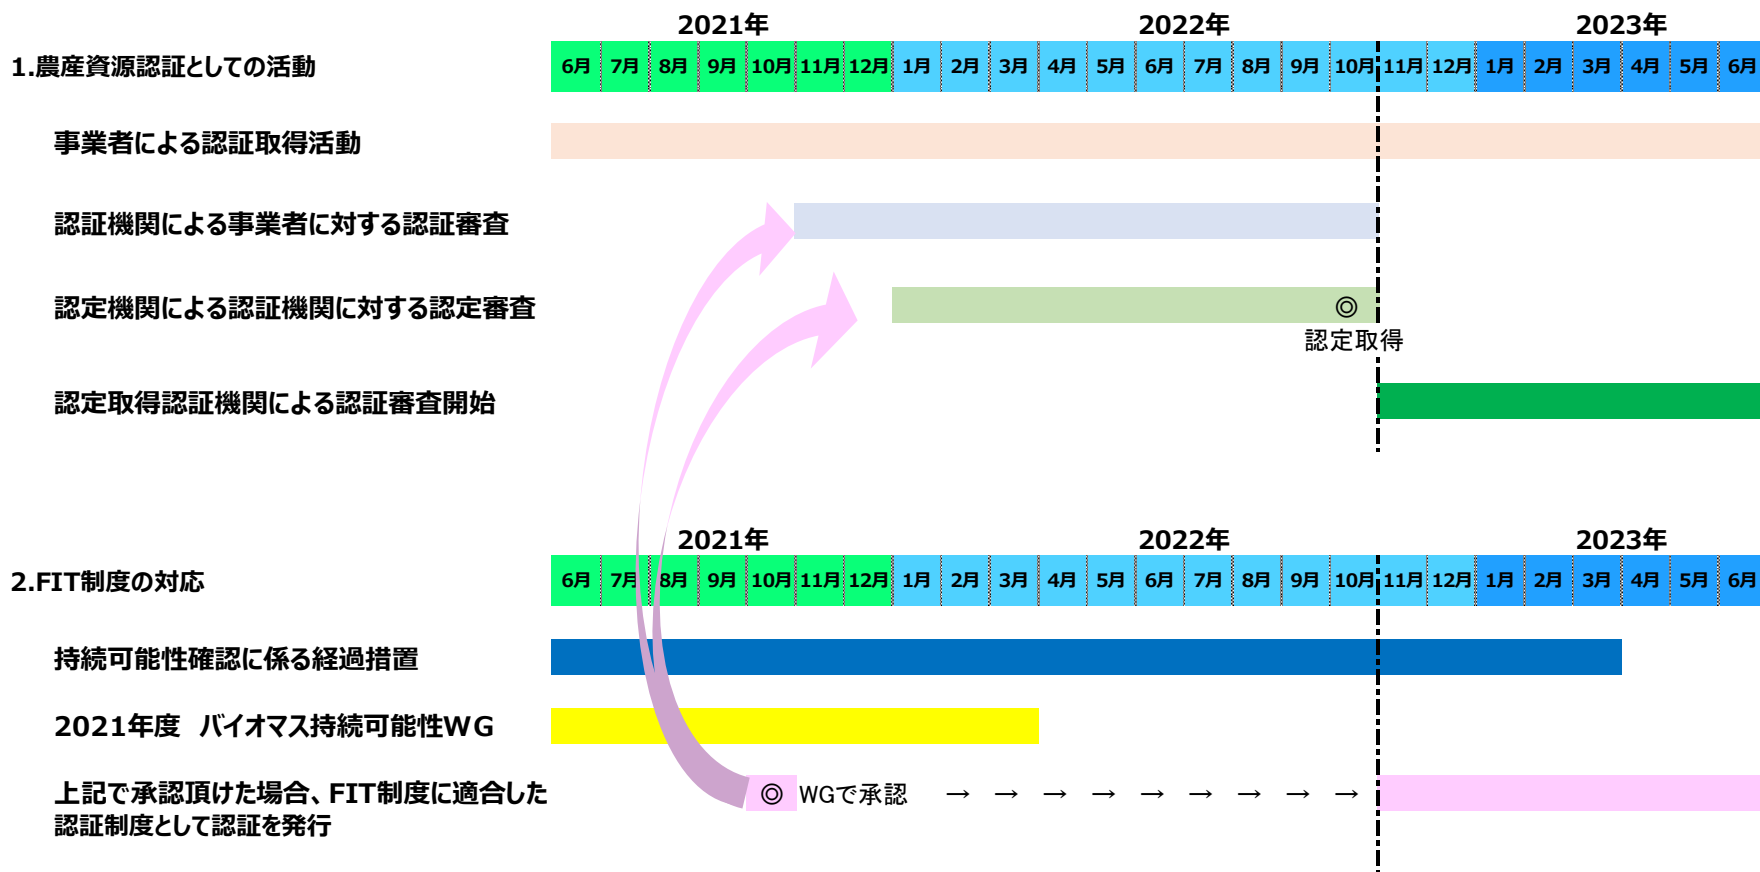 2021年 2022年 2023年
1.農産資源認証としての活動 6月 7月 8月 9月 10月 11月 12月 1月 2月 3月 4月 5月 6月 7月 8月 9月 10月 11月 12月 1月 2月 3月 4月 5月 6月
事業者による認証取得活動
認証機関による事業者に対する認証審査
認定機関による認証機関に対する認定審査 ◎
認定取得
認定取得認証機関による認証審査開始
2021年 2022年 2023年
2.FIT制度の対応 6月 7月 8月 9月 10月 11月 12月 1月 2月 3月 4月 5月 6月 7月 8月 9月 10月 11月 12月 1月 2月 3月 4月 5月 6月
持続可能性確認に係る経過措置
2021年度　バイオマス持続可能性WG
上記で承認頂けた場合、FIT制度に適合した ◎ WGで承認 → → → → → → → → →
認証制度として認証を発行